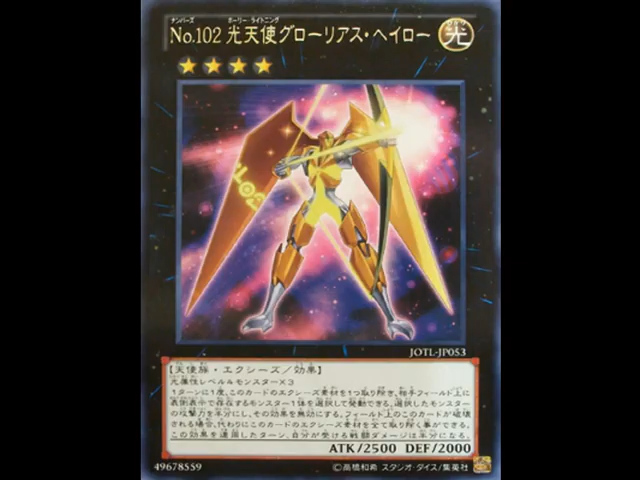 ナンバーズ ホーリー・ライトニング
No.102 光天使グローリアス・ヘイロー
光
102
JOTL-JP053
【天使族・エクシーズ/効果】
光属性レベル4モンスター×3
1ターンに1度、このカードのエクシーズ素材を1つ取り除き、相手フィールド上に
表側表示で存在するモンスター1体を選択して発動できる。選択したモンスター
の攻撃力を半分にし、その効果を無効にする。フィールド上のこのカードが破壊
される場合、代わりにこのカードのエクシーズ素材を全て取り除く事ができる。
この効果を適用したターン、自分が受ける戦闘ダメージは半分になる。
ATK/2500 DEF/2000
49678559 ©高橋和希 スタジオ・ダイス/集英社